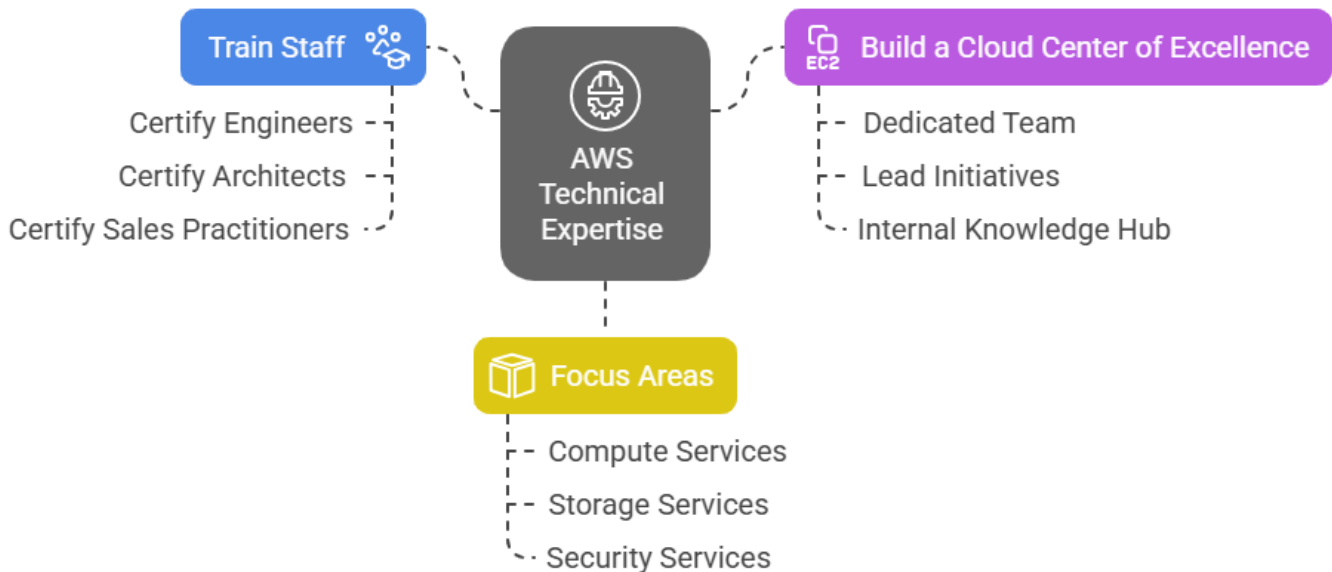 Train Staff
Certify Engineers
Certify Architects
Certify Sales Practitioners
AWS
Technical
Expertise
EC2
Build a Cloud Center of Excellence
Dedicated Team
Lead Initiatives
Internal Knowledge Hub
Focus Areas
Compute Services
Storage Services
Security Services